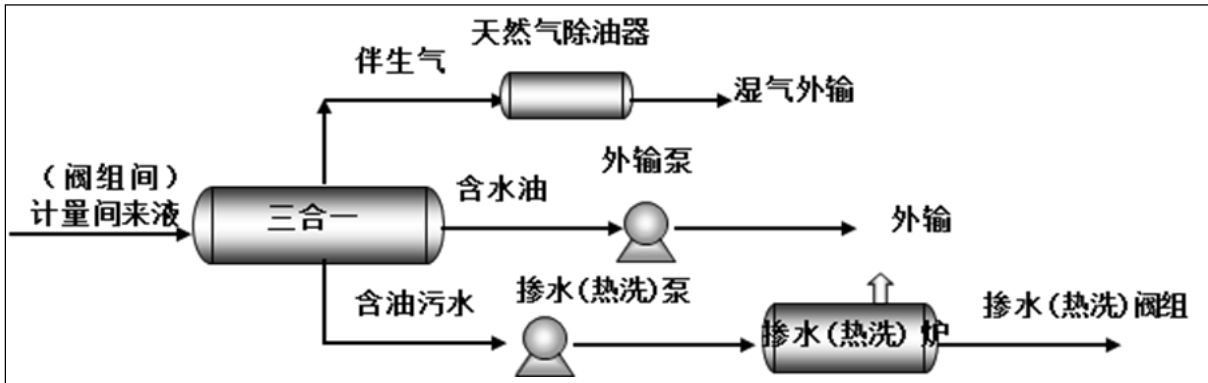 天然气除油器
伴生气
湿气外输
外输泵
（阀组间）
计量间来液
三合一
含水油
外输
含油污水
掺水(热洗)泵
掺水(热洗) 炉
掺水(热洗)阀组